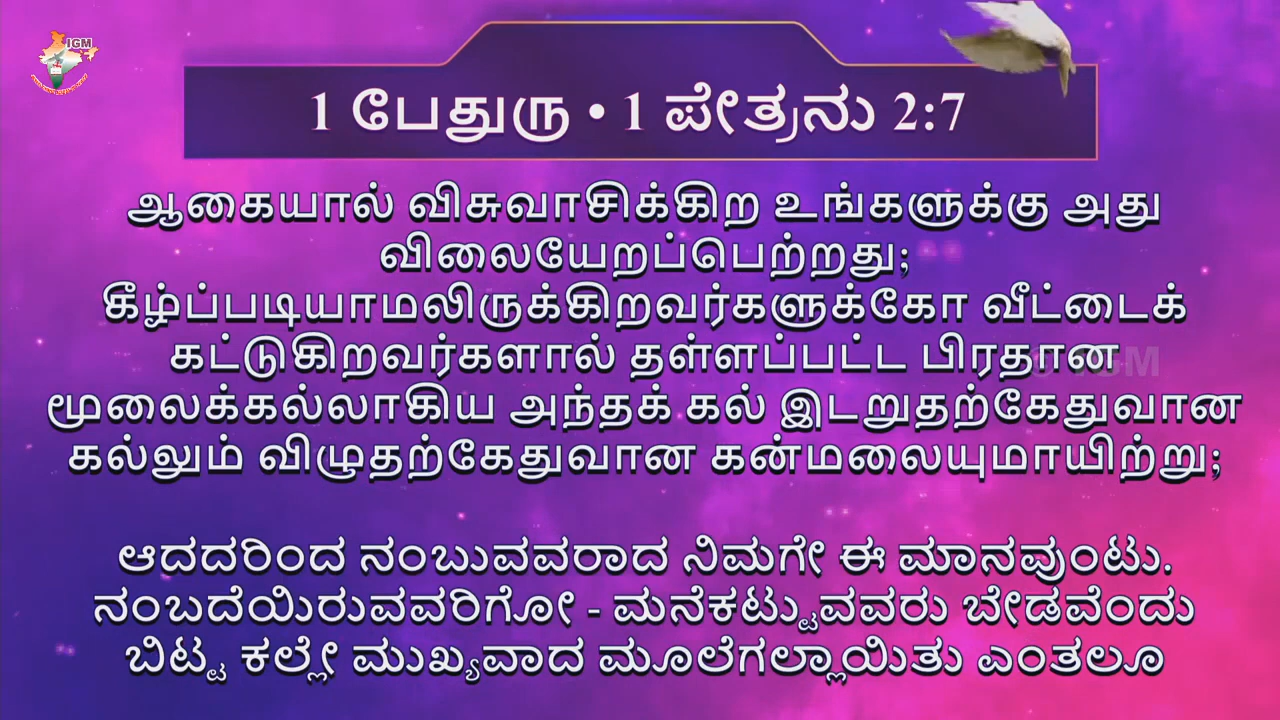 IGM
1 பேதுரு • 1 ಪೇತ್ರನು 2:7
ஆகையால் விசுவாசிக்கிற உங்களுக்கு அது
விலையேறப்பெற்றது;
கீழ்ப்படியாமலிருக்கிறவர்களுக்கோ வீட்டைக்
கட்டுகிறவர்களால் தள்ளப்பட்ட பிரதான
மூலைக்கல்லாகிய அந்தக் கல் இடறுதற்கேதுவான
கல்லும் விழுதற்கேதுவான கன்மலையுமாயிற்று;
ಆದದರಿಂದ ನಂಬುವವರಾದ ನಿಮಗೇ ಈ ಮಾನವುಂಟು.
ನಂಬದೆಯಿರುವವರಿಗೋ - ಮನೆಕಟ್ಟುವವರು ಬೇಡವೆಂದು
ಬಿಟ್ಟ ಕಲ್ಲೇ ಮುಖ್ಯವಾದ ಮೂಲೆಗಲ್ಲಾಯಿತು ಎಂತಲೂ